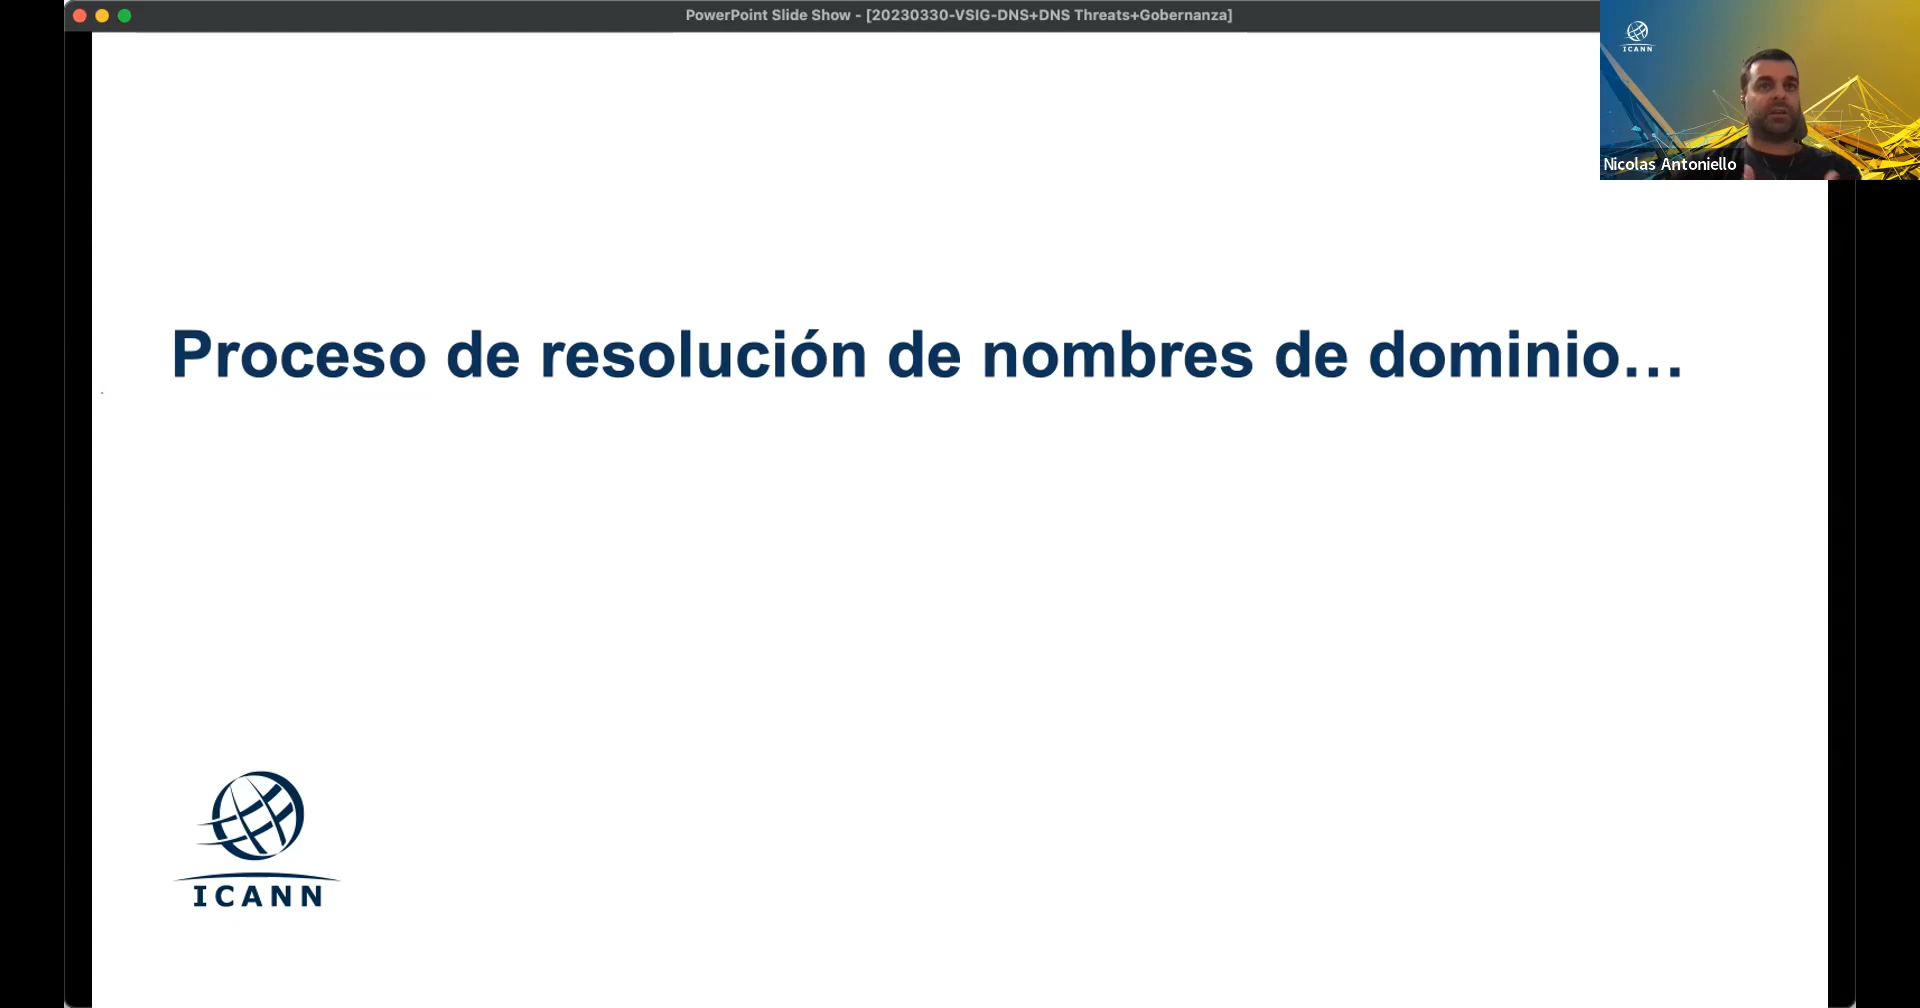 PowerPoint Slide Show - [20230330-VSIG-DNS+DNS Threats+Gobernanza]
ICANN
Nicolas Antoniello
Proceso de resolución de nombres de dominio...
ICANN